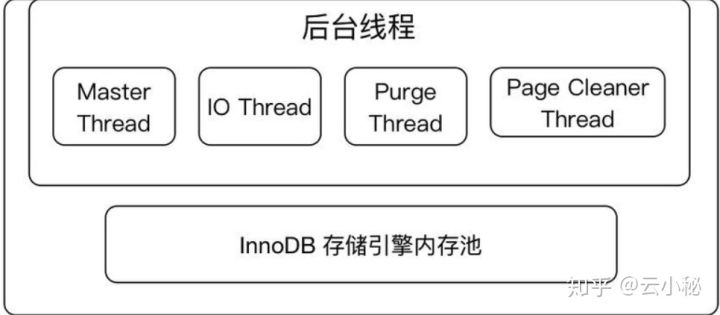 后台线程
Master
Thread
IO Thread
Purge
Thread
Page Cleaner
Thread
InnoDB 存储引擎内存池
知乎 @云小秘